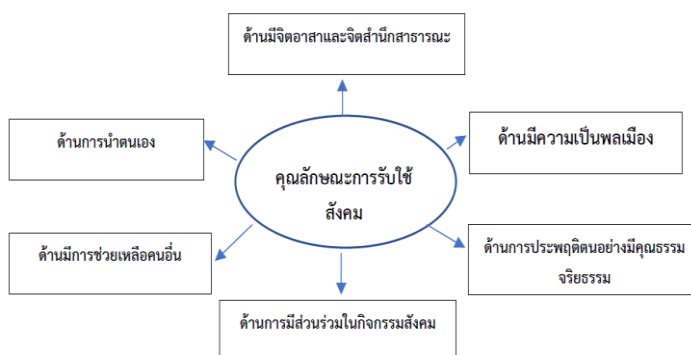 ด้านมีจิตอาสาและจิตสำนึกสาธารณะ
ด้านการนำตนเอง
ด้านมีความเป็นพลเมือง
คุณลักษณะการรับใช้
สังคม
ด้านมีการช่วยเหลือคนอื่น
ด้านการประพฤติตนอย่างมีคุณธรรม
จริยธรรม
ด้านการมีส่วนร่วมในกิจกรรมสังคม